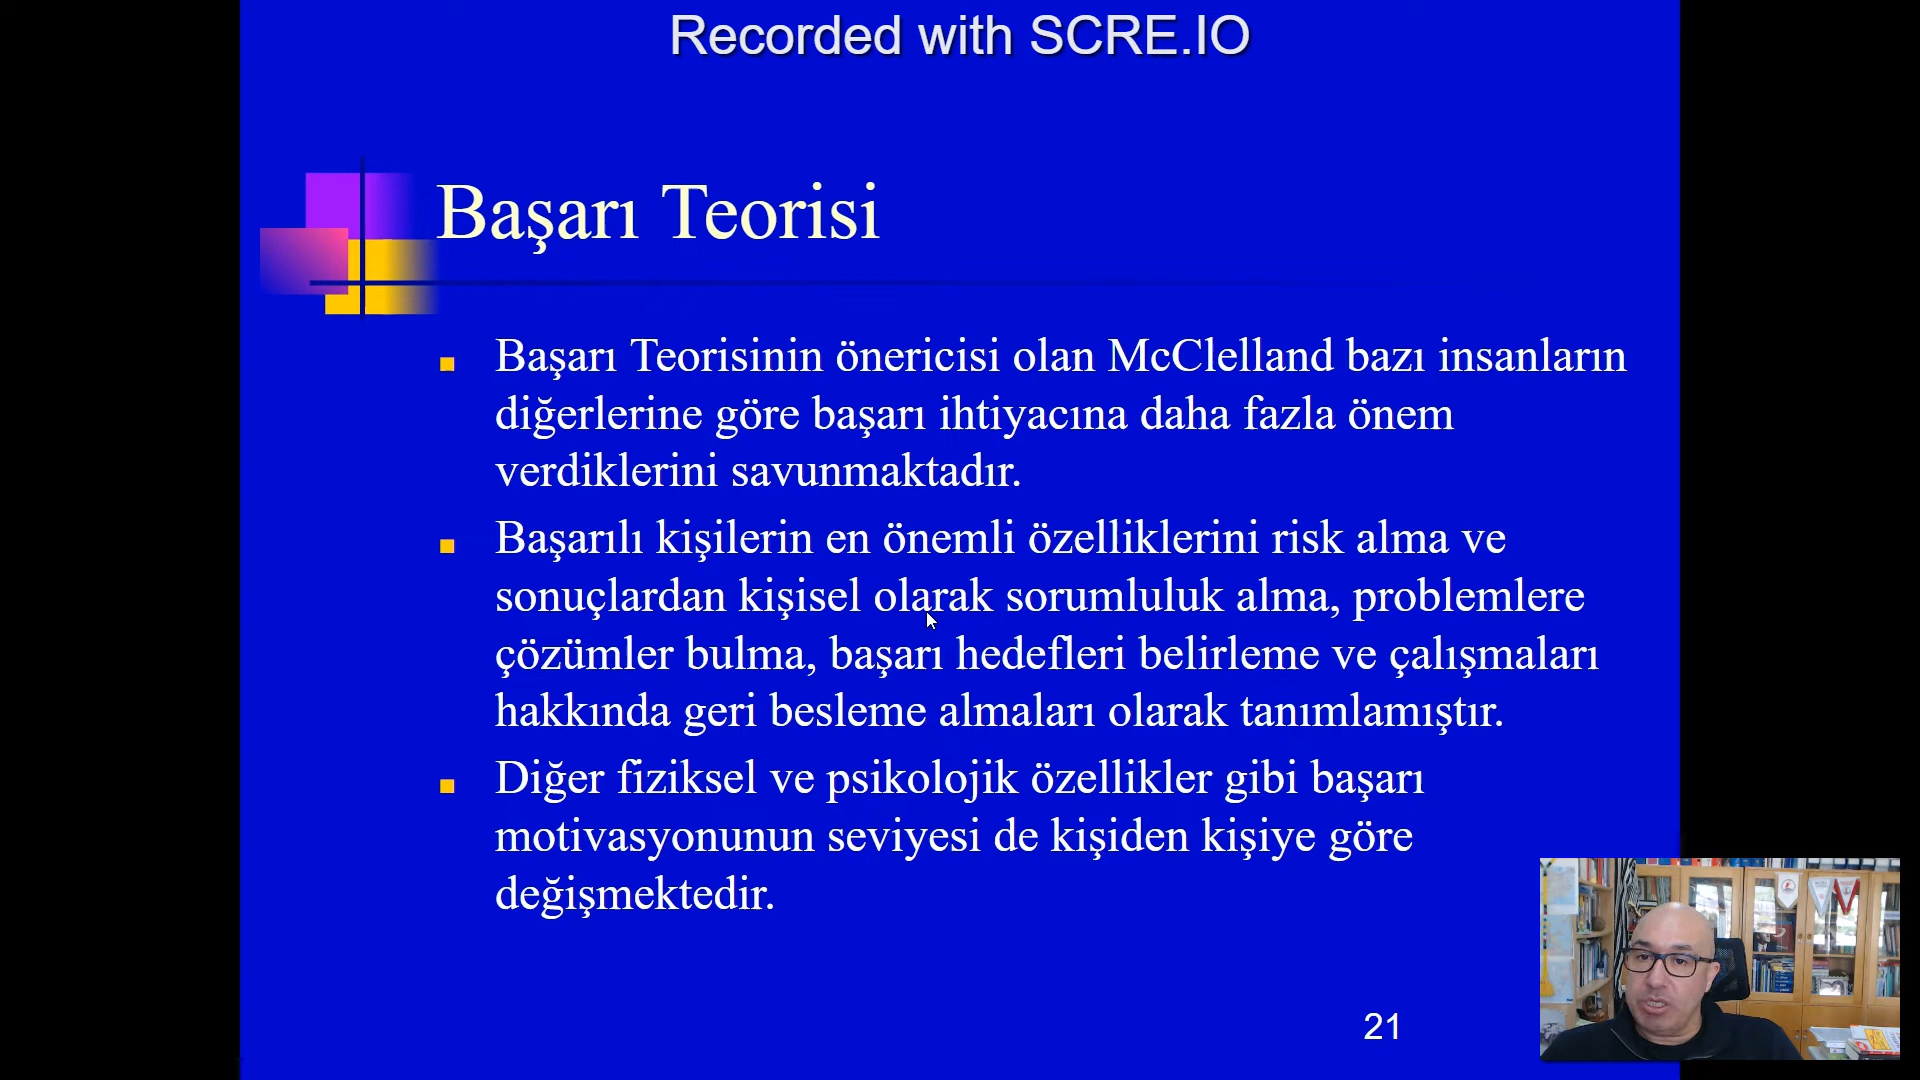 Recorded with SCRE.IO
Başarı Teorisi
Başarı Teorisinin önericisi olan McClelland bazı insanların
diğerlerine göre başarı ihtiyacına daha fazla önem
verdiklerini savunmaktadır.
Başarılı kişilerin en önemli özelliklerini risk alma ve
sonuçlardan kişisel olarak sorumluluk alma, problemlere
çözümler bulma, başarı hedefleri belirleme ve çalışmaları
hakkında geri besleme almaları olarak tanımlamıştır.
Diğer fiziksel ve psikolojik özellikler gibi başarı
motivasyonunun seviyesi de kişiden kişiye göre
değişmektedir.
21